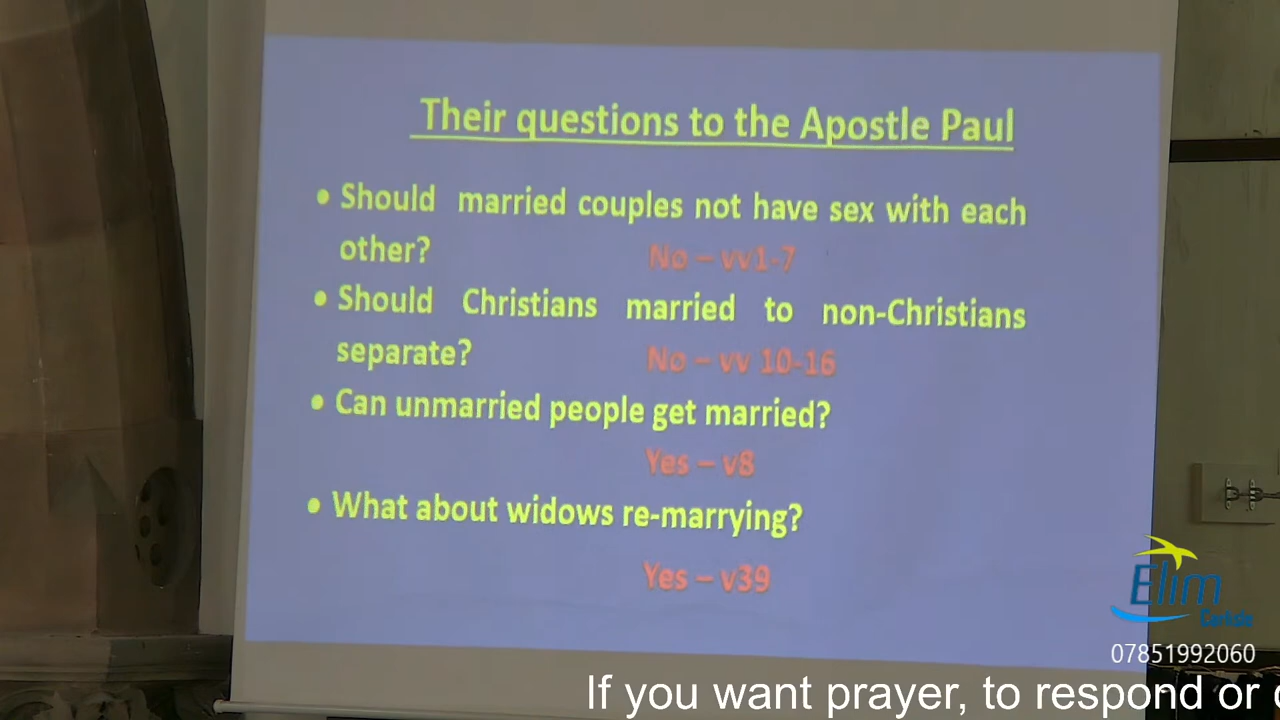 Their questions to the Apostle Paul
• Should married couples not have sex with each
other? No – vv1-7
• Should Christians married to non-Christians
separate? No – vv 10-16
• Can unmarried people get married?
Yes – v8
• What about widows re-marrying?
Yes – v39
Elim
Carlisle
07851992060
If you want prayer, to respond or